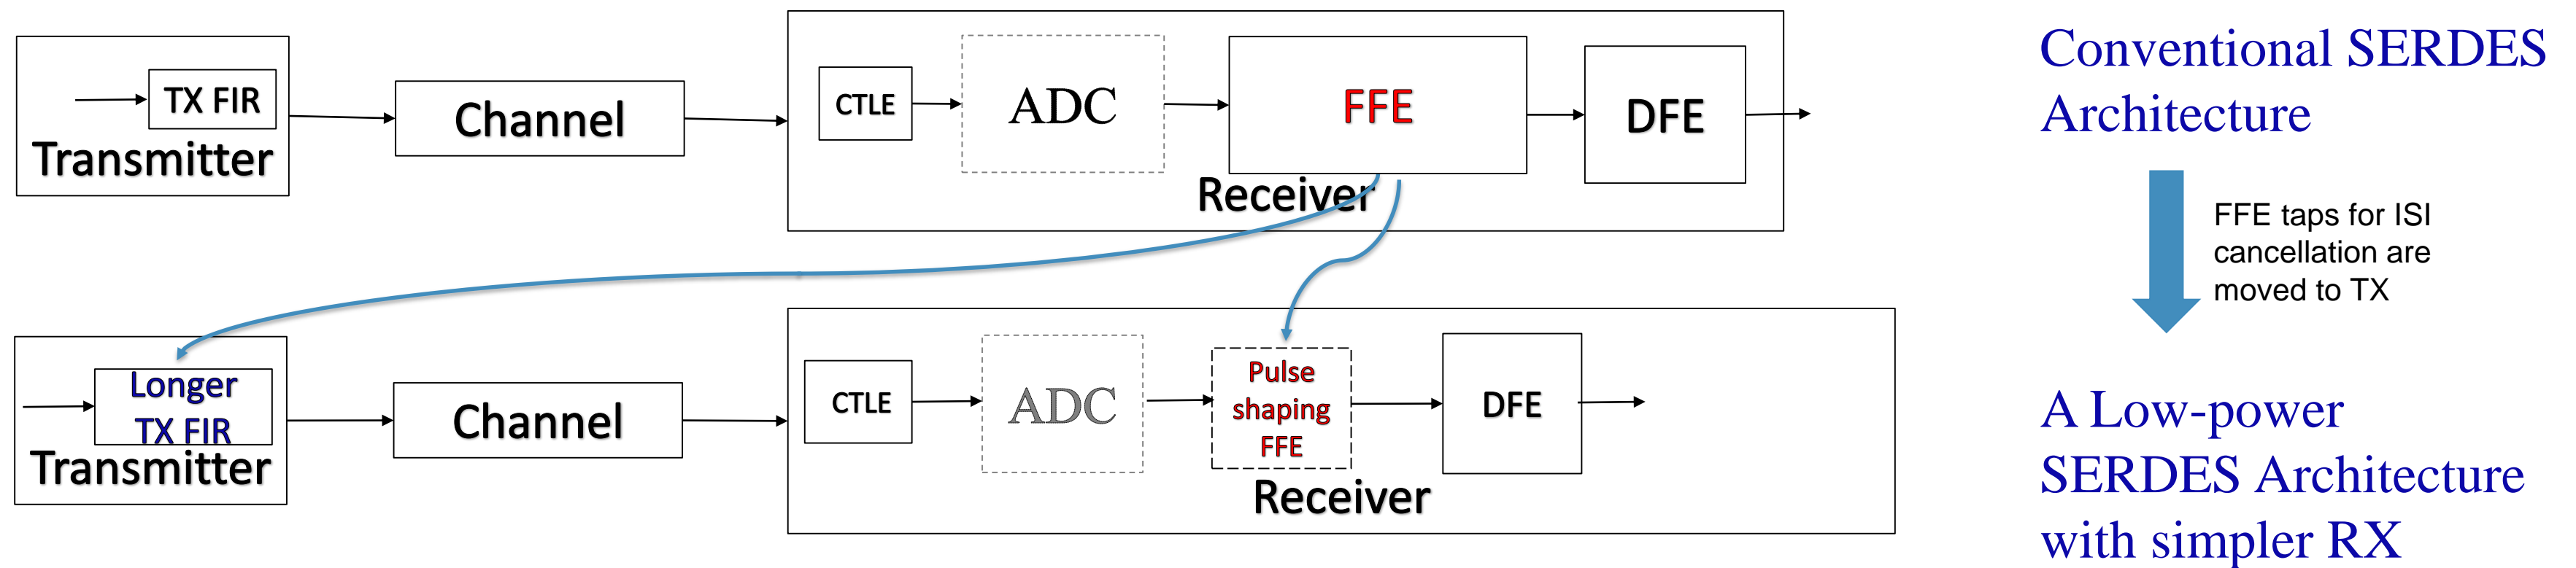 TX FIR
Transmitter
Channel
CTLE
ADC
FFE
DFE
Receiver
Conventional SERDES
Architecture
FFE taps for ISI
cancellation are
moved to TX
Longer
TX FIR
Transmitter
Channel
CTLE
ADC
Pulse
shaping
FFE
DFE
Receiver
A Low-power
SERDES Architecture
with simpler RX